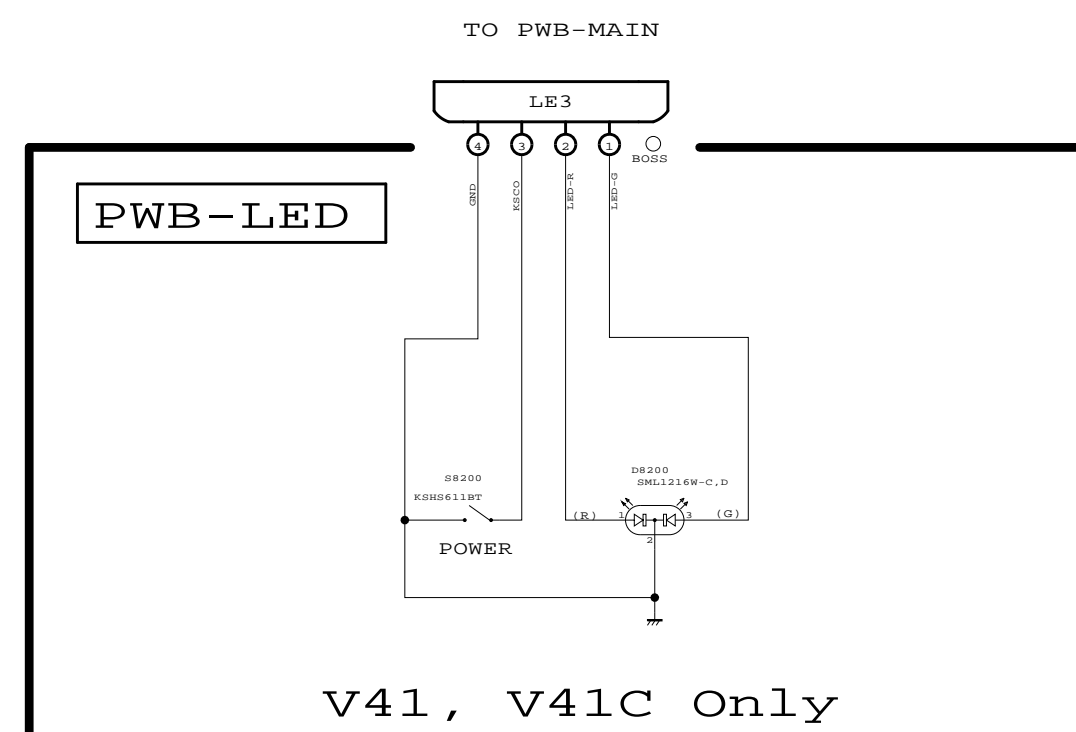 TO PWB-MAIN
LE3
4 3 2 1
BOSS
GND
KSCO
LED-R
LED-G
PWB-LED
S8200
KSHS611BT
POWER
D8200
SML1216W-C,D
(R) 1 3 (G)
2
V41, V41C Only